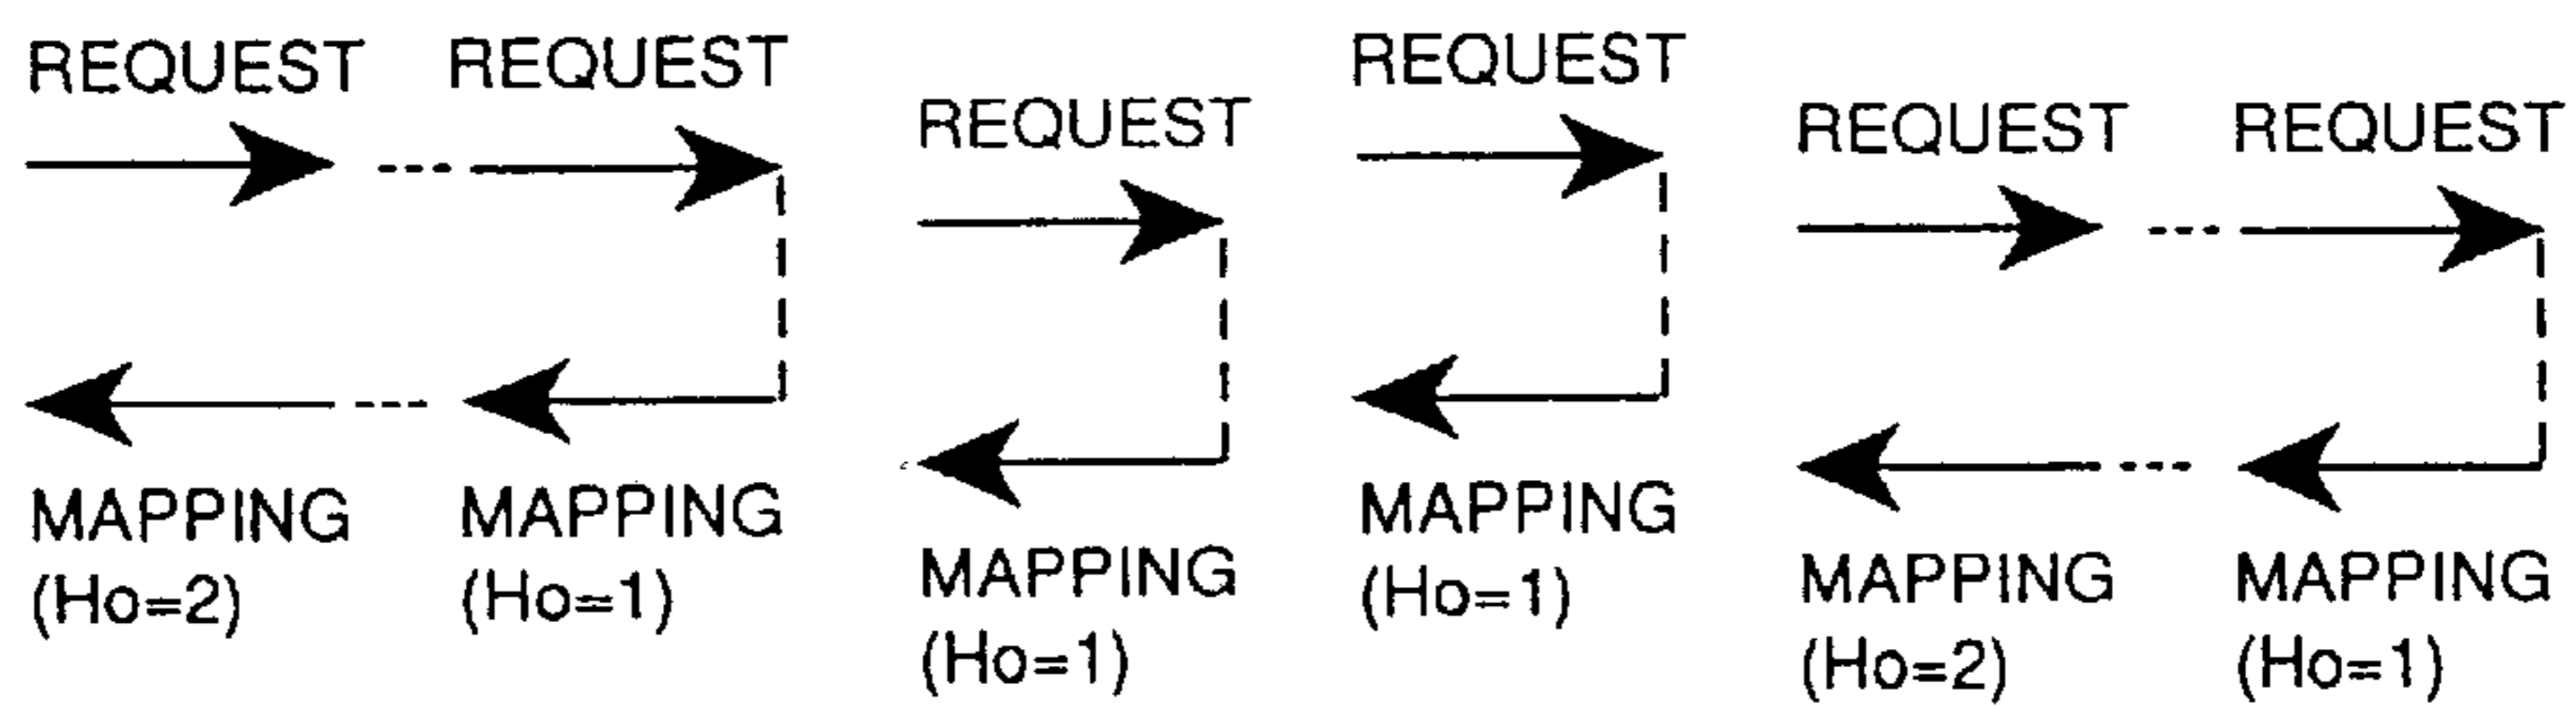 REQUEST REQUEST REQUEST REQUEST REQUEST REQUEST
MAPPING MAPPING MAPPING MAPPING MAPPING MAPPING
(Ho=2) (Ho=1) (Ho=1) (Ho=1) (Ho=2) (Ho=1)